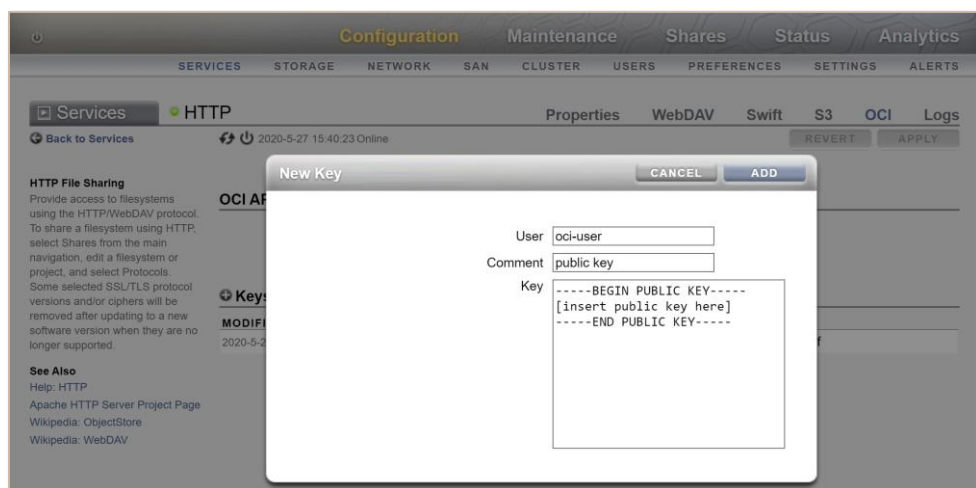 Configuration Maintenance Shares Status Analytics
SERVICES STORAGE NETWORK SAN CLUSTER USERS PREFERENCES SETTINGS ALERTS
Services HTTP Properties WebDAV Swift S3 OCI Logs
Back to Services 2020-5-27 15:40:23 Online REVERT APPLY
New Key CANCEL ADD
HTTP File Sharing
Provide access to filesystems
using the HTTP/WebDAV protocol.
To share a filesystem using HTTP,
select Shares from the main
navigation, edit a filesystem or
project, and select Protocols.
Some selected SSL/TLS protocol
versions and/or ciphers will be
removed after updating to a new
software version when they are no
longer supported.
See Also
Help: HTTP
Apache HTTP Server Project Page
Wikipedia: ObjectStore
Wikipedia: WebDAV
OCI
Keys
2020-5-2
User oci-user
Comment public key
Key -----BEGIN PUBLIC KEY-----
[insert public key here]
-----END PUBLIC KEY-----